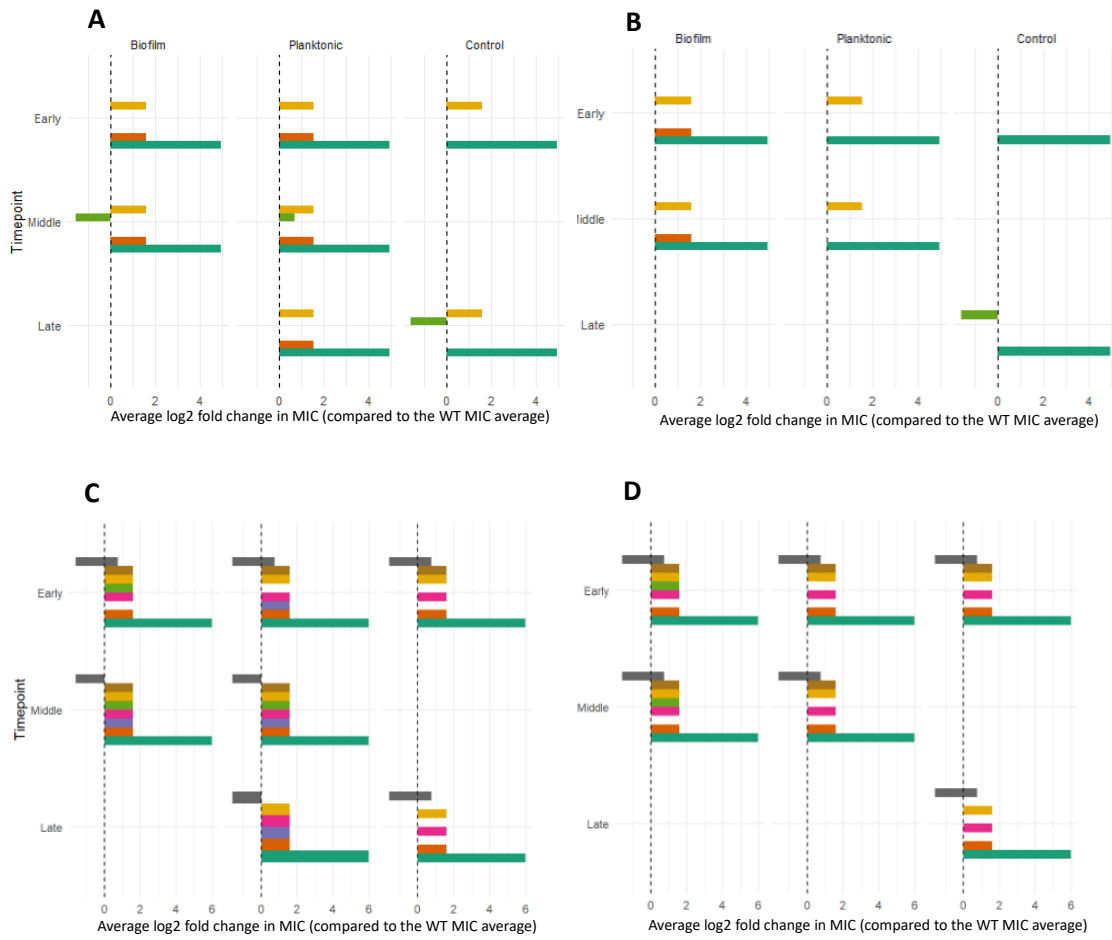 A
B
Biofilm Planktonic Control
Biofilm Planktonic Control
Early
Middle
Late
Timepoint
Early
liddle
Late
0 2 4 0 2 4 0 2 4
0 2 4 0 2 4 0 2 4
Average log2 fold change in MIC (compared to the WT MIC average)
Average log2 fold change in MIC (compared to the WT MIC average)
C
D
Early
Middle
Late
Timepoint
Early
Middle
Late
0 2 4 6 0 2 4 6 0 2 4 6
0 2 4 6 0 2 4 6 0 2 4 6
Average log2 fold change in MIC (compared to the WT MIC average)
Average log2 fold change in MIC (compared to the WT MIC average)